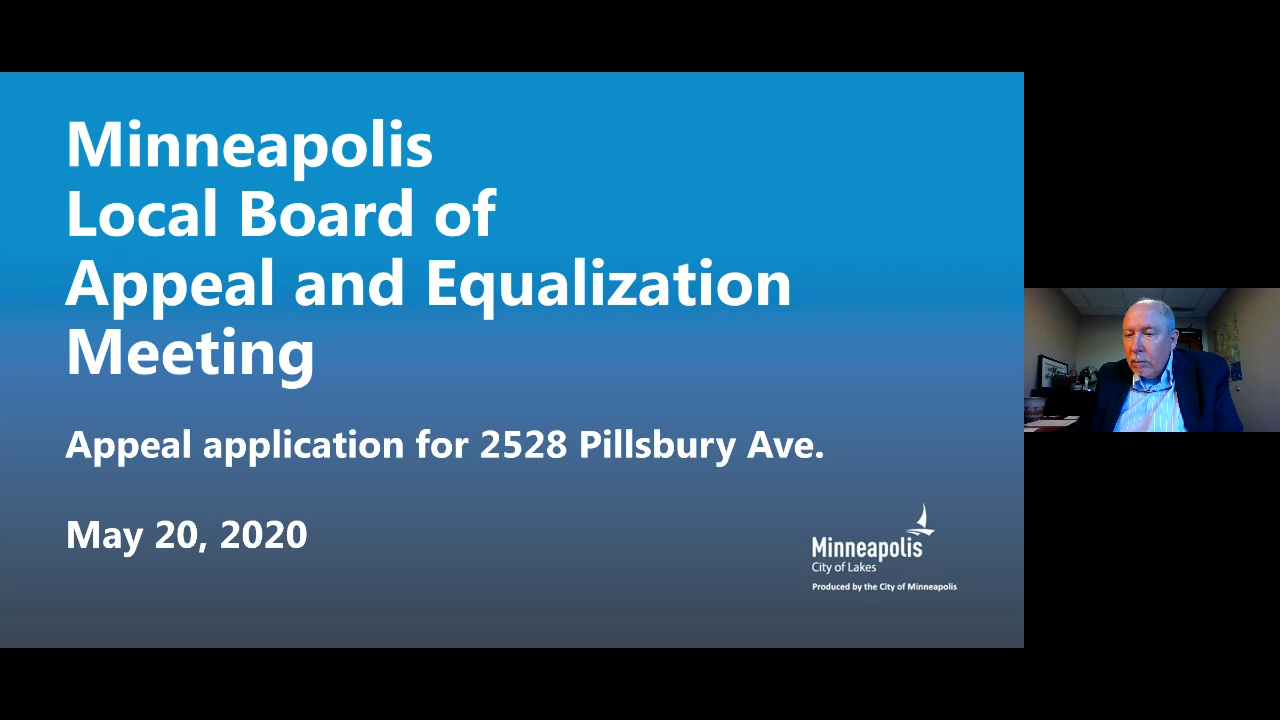 Minneapolis
Local Board of
Appeal and Equalization
Meeting
Appeal application for 2528 Pillsbury Ave.
May 20, 2020
Minneapolis
City of Lakes
Produced by the City of Minneapolis